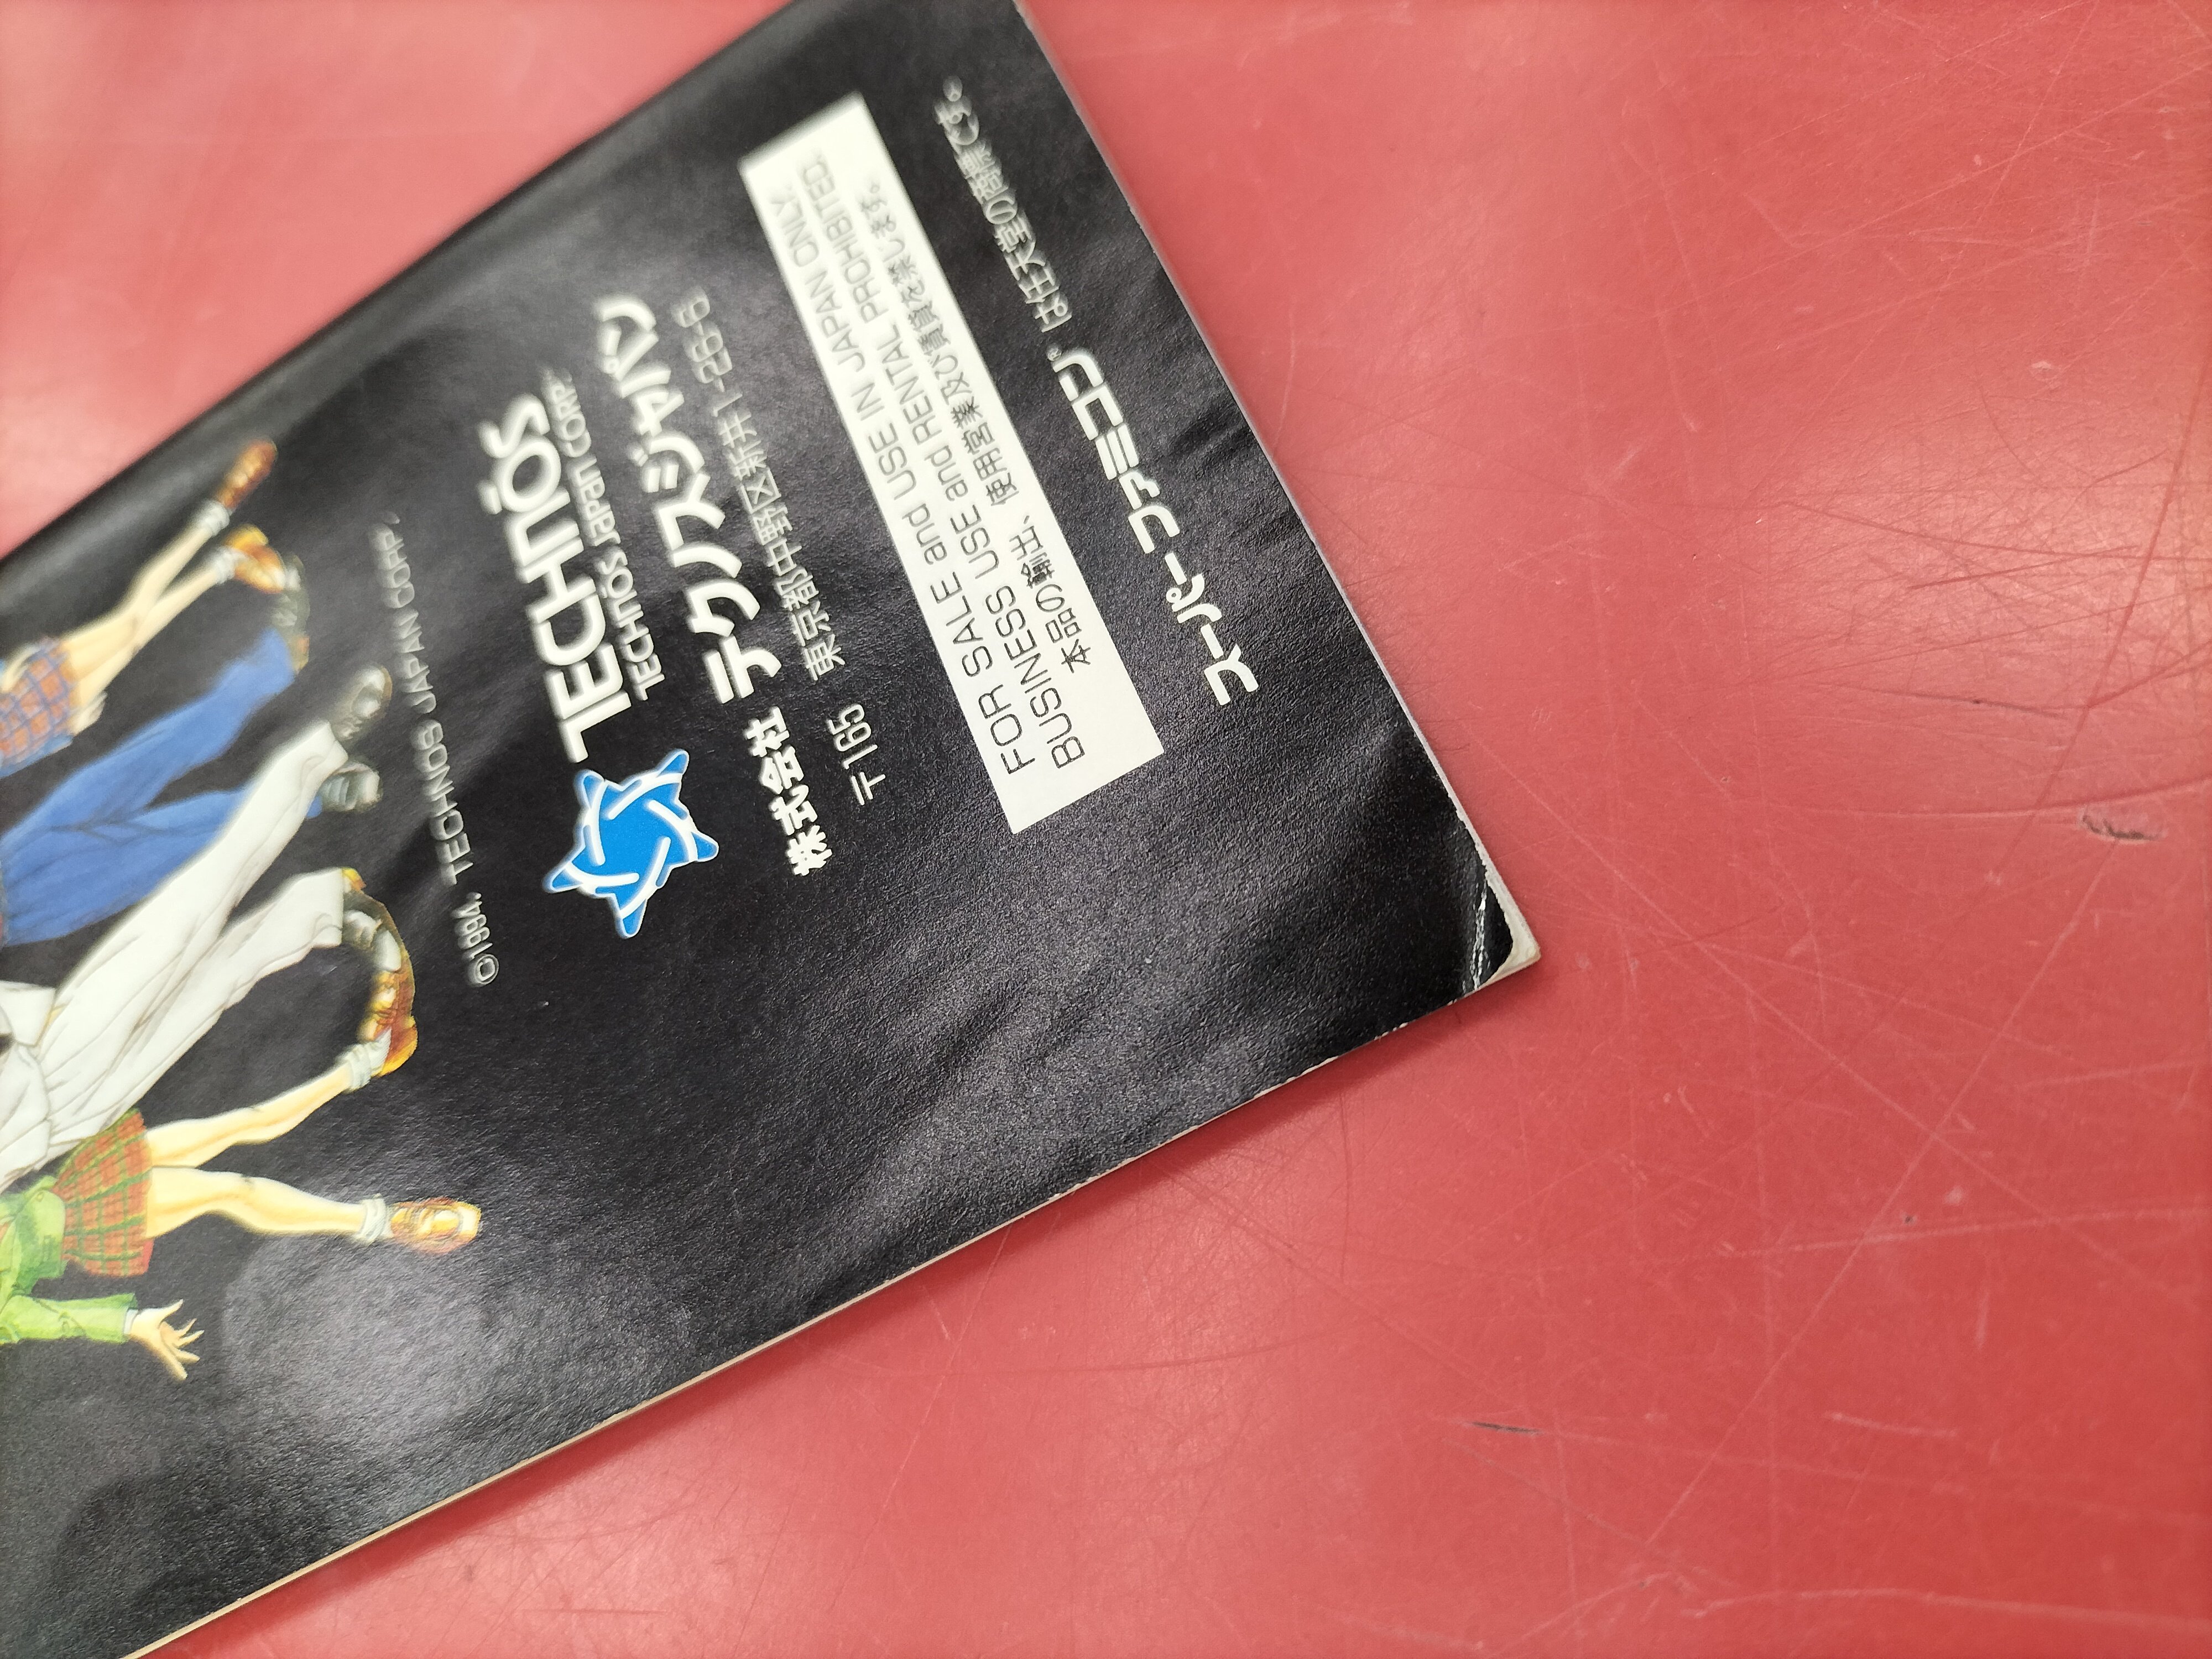 ©1994, TECHNOS JAPAN CORP.
TECHNŌS
TECHNŌS JAPAN CORP.
株式会社 テクノスジャパン
〒165 東京都中野区新井1-26-6
FOR SALE and USE IN JAPAN ONLY.
BUSINESS USE and RENTAL PROHIBITED.
本品の輸出、使用営業及び賃貸を禁じます。
スーパーファミコン® は任天堂の商標です。